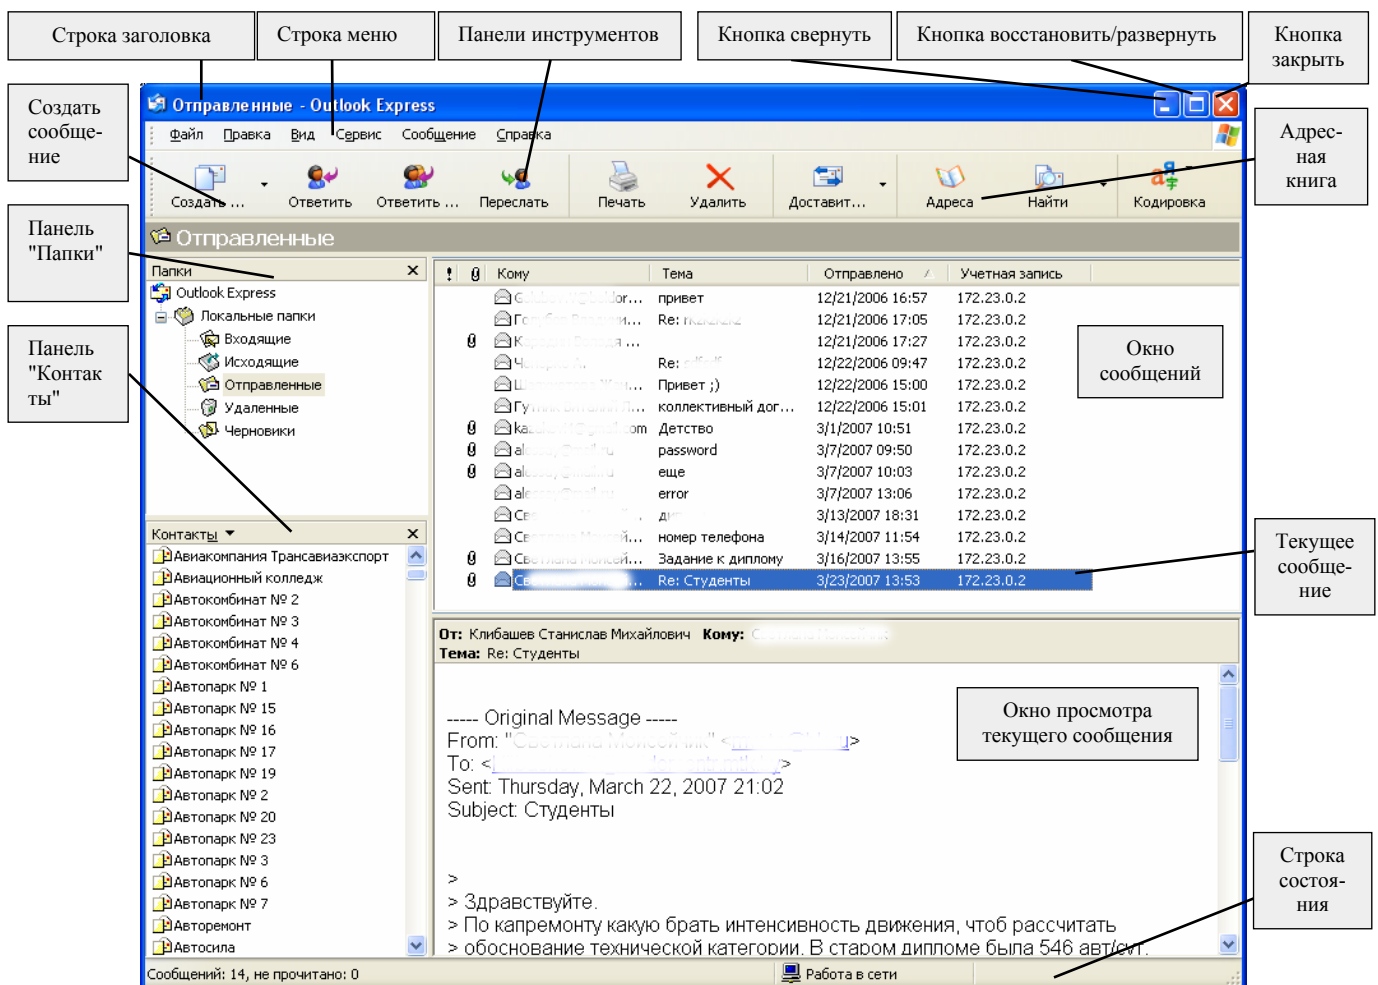 Строка заголовка
Строка меню
Панели инструментов
Кнопка свернуть
Кнопка восстановить/развернуть
Кнопка
закрыть
Создать
сообще-
ние
Адрес-
ная
книга
Панель
"Папки"
Панель
"Контак
ты"
Отправленные - Outlook Express
Файл Правка Вид Сервис Сообщение Справка
Создать ... Ответить Ответить ... Переслать Печать Удалить Доставит... Адреса Найти Кодировка
Отправленные
Папки
Outlook Express
Локальные папки
Входящие
Исходящие
Отправленные
Удаленные
Черновики
Контакты
Авиакомпания Трансавиаэкспорт
Авиационный колледж
Автокомбинат № 2
Автокомбинат № 3
Автокомбинат № 4
Автокомбинат № 6
Автопарк № 1
Автопарк № 15
Автопарк № 16
Автопарк № 17
Автопарк № 19
Автопарк № 2
Автопарк № 20
Автопарк № 23
Автопарк № 3
Автопарк № 6
Автопарк № 7
Авторемонт
Автосила
! Кому Тема Отправлено Учетная запись
привет 12/21/2006 16:57 172.23.0.2
Re: 12/21/2006 17:05 172.23.0.2
12/21/2006 17:27 172.23.0.2
Re: 12/22/2006 09:47 172.23.0.2
Привет ;) 12/22/2006 15:00 172.23.0.2
коллективный дог... 12/22/2006 15:01 172.23.0.2
Детство 3/1/2007 10:51 172.23.0.2
password 3/7/2007 09:50 172.23.0.2
еще 3/7/2007 10:03 172.23.0.2
error 3/7/2007 13:06 172.23.0.2
3/13/2007 18:31 172.23.0.2
номер телефона 3/14/2007 11:54 172.23.0.2
Задание к диплому 3/16/2007 13:55 172.23.0.2
Re: Студенты 3/23/2007 13:53 172.23.0.2
Окно
сообщений
Текущее
сообще-
ние
От: Клибашев Станислав Михайлович Кому:
Тема: Re: Студенты
Окно просмотра
текущего сообщения
----- Original Message -----
From:
To: <
Sent: Thursday, March 22, 2007 21:02
Subject: Студенты
>
> Здравствуйте.
> По капремонту какую брать интенсивность движения, чтоб рассчитать
> обоснование технической категории. В старом дипломе была 546 авт/сут.
Строка
состоя-
ния
Сообщений: 14, не прочитано: 0
Работа в сети